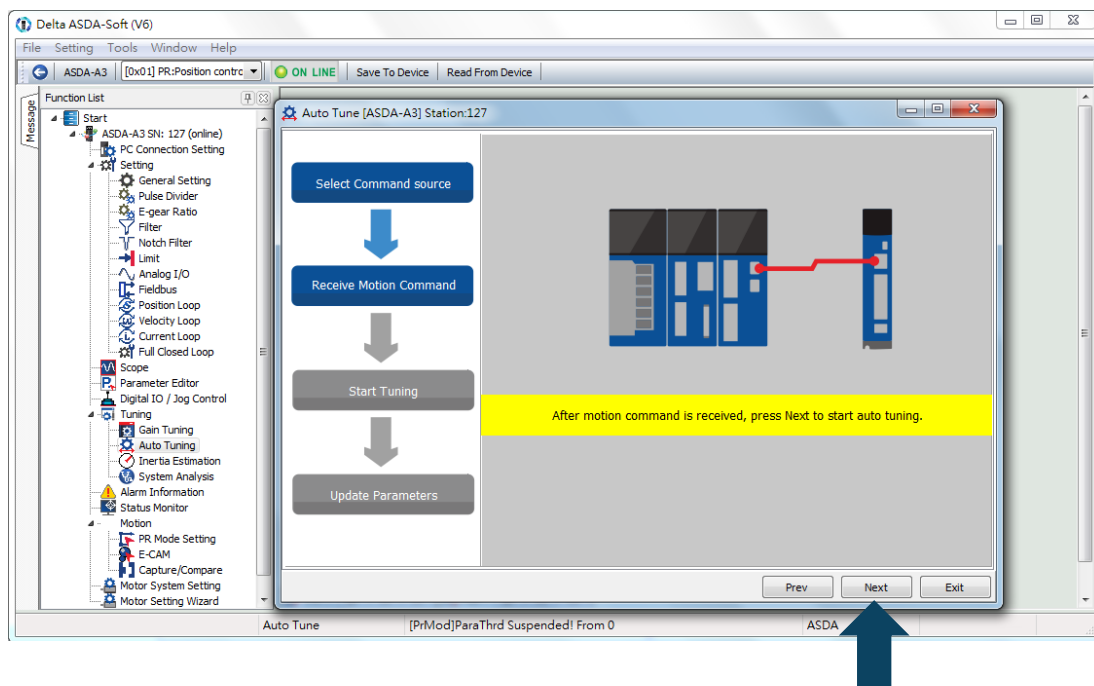 Delta ASDA-Soft (V6)
File Setting Tools Window Help
ASDA-A3 [0x01] PR:Position contrc ON LINE Save To Device Read From Device
Message
Function List
Start
ASDA-A3 SN: 127 (online)
PC Connection Setting
Setting
General Setting
Pulse Divider
E-gear Ratio
Filter
Notch Filter
Limit
Analog I/O
Fieldbus
Position Loop
Velocity Loop
Current Loop
Full Closed Loop
Scope
Parameter Editor
Digital IO / Jog Control
Tuning
Gain Tuning
Auto Tuning
Inertia Estimation
System Analysis
Alarm Information
Status Monitor
Motion
PR Mode Setting
E-CAM
Capture/Compare
Motor System Setting
Motor Setting Wizard
Auto Tune [ASDA-A3] Station:127
Select Command source
Receive Motion Command
Start Tuning
Update Parameters
After motion command is received, press Next to start auto tuning.
Prev Next Exit
Auto Tune [PrMod]ParaThrd Suspended! From 0 ASDA